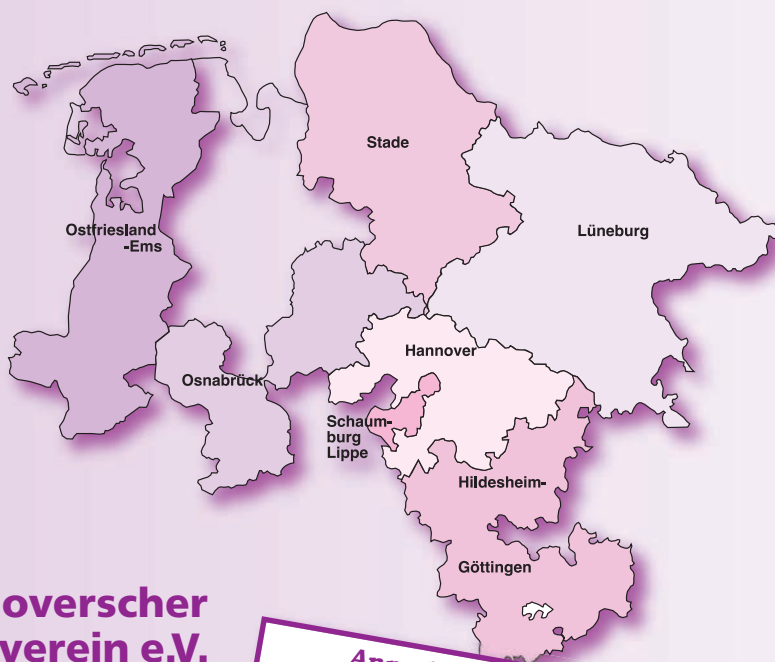 Stade
Ostfriesland
-Ems
Lüneburg
Hannover
Osnabrück
Schaum-
burg
Lippe
Hildesheim-
Göttingen
overscher
verein e.V.